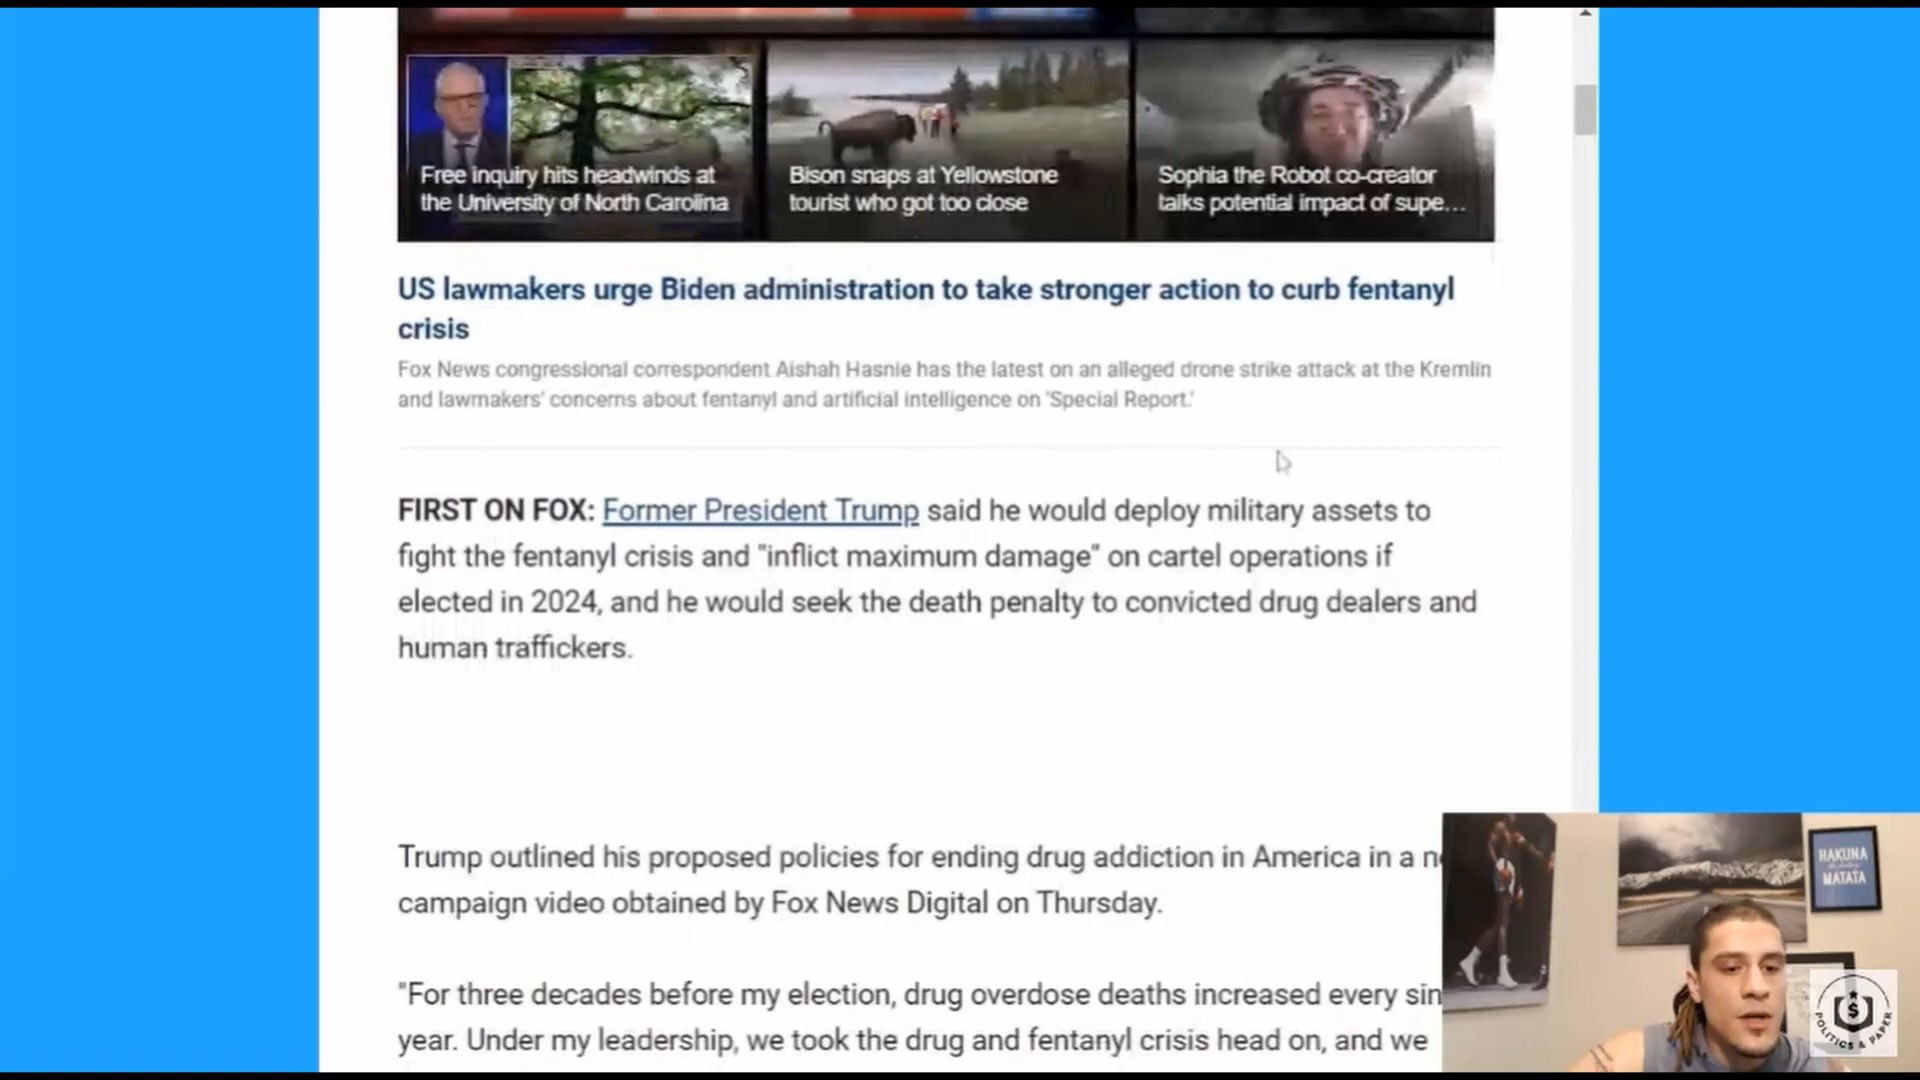 Free inquiry hits headwinds at
the University of North Carolina
Bison snaps at Yellowstone
tourist who got too close
Sophia the Robot co-creator
talks potential impact of supe...
US lawmakers urge Biden administration to take stronger action to curb fentanyl
crisis
Fox News congressional correspondent Aishah Hasnie has the latest on an alleged drone strike attack at the Kremlin
and lawmakers' concerns about fentanyl and artificial intelligence on 'Special Report.'
FIRST ON FOX: Former President Trump said he would deploy military assets to
fight the fentanyl crisis and "inflict maximum damage" on cartel operations if
elected in 2024, and he would seek the death penalty to convicted drug dealers and
human traffickers.
Trump outlined his proposed policies for ending drug addiction in America in a
campaign video obtained by Fox News Digital on Thursday.
"For three decades before my election, drug overdose deaths increased every sin
year. Under my leadership, we took the drug and fentanyl crisis head on, and we
HAKUNA
MATATA
POLITICS & PAPER